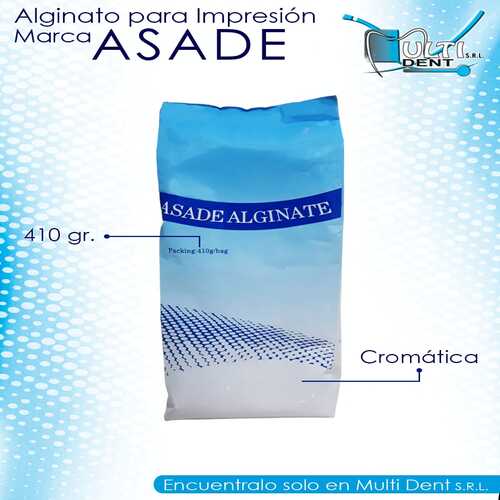 Alginato para Impresión
Marca ASADE
MULTI
DENT S.R.L.
ASADE ALGINATE
410 gr.
Packing:410g/bag
Cromática
Encuentralo solo en Multi Dent S.R.L.